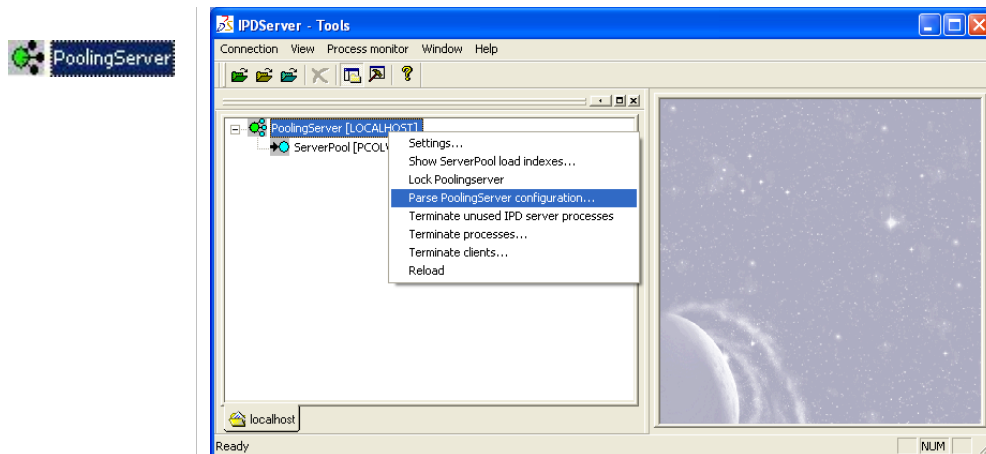 PoolingServer
IPDServer - Tools
Connection View Process monitor Window Help
PoolingServer [LOCALHOST]
ServerPool [PCOL
Settings...
Show ServerPool load indexes...
Lock Poolingserver
Parse PoolingServer configuration...
Terminate unused IPD server processes
Terminate processes...
Terminate clients...
Reload
localhost
Ready
NUM